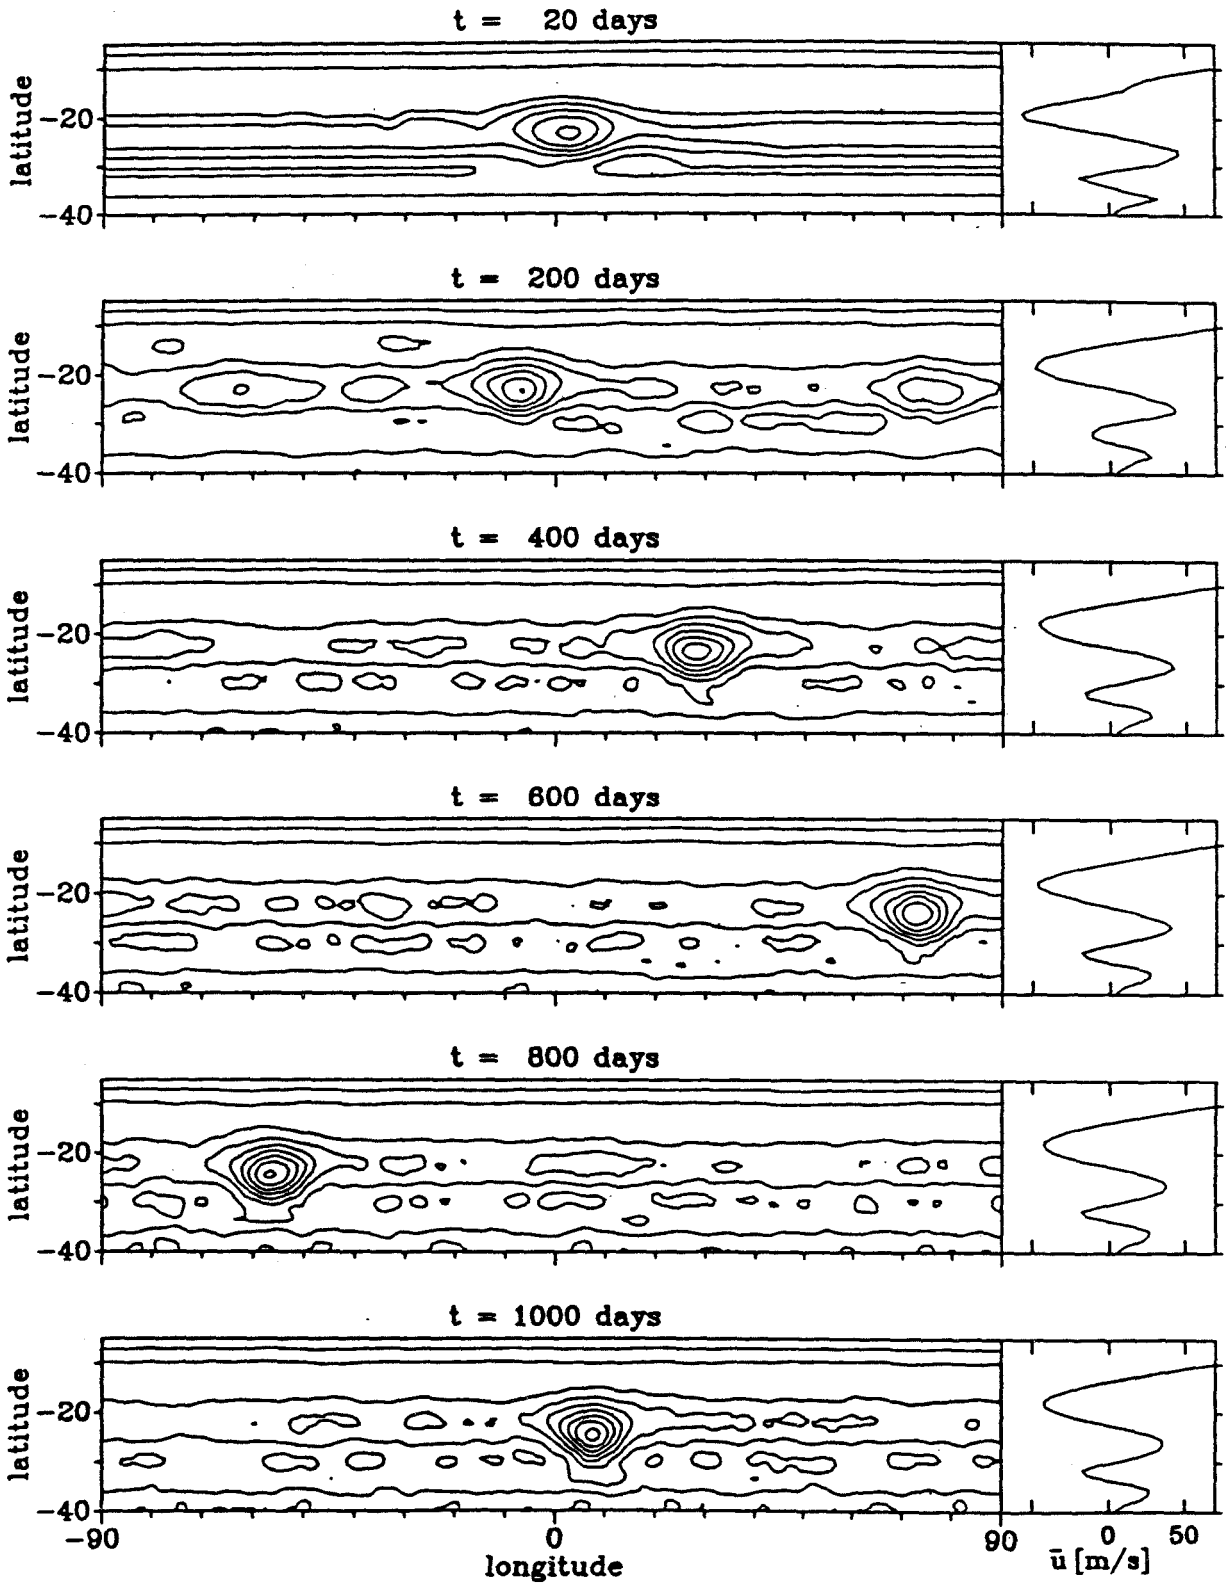 t = 20 days
latitude
-20
-40
t = 200 days
latitude
-20
-40
t = 400 days
latitude
-20
-40
t = 600 days
latitude
-20
-40
t = 800 days
latitude
-20
-40
t = 1000 days
latitude
-20
-40
-90 0 90 0 50
longitude ū [m/s]